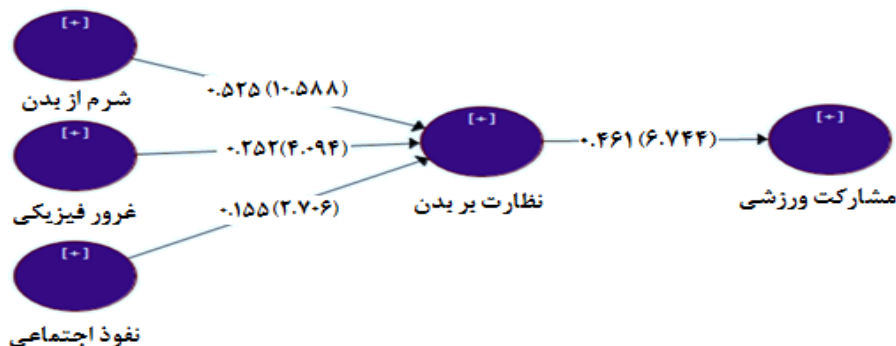 [+]
شرم از بدن
۰.۵۲۵(۱۰.۵۸۸)
[+]
غرور فیزیکی
۰.۲۵۲(۴.۰۹۴)
[+]
نفوذ اجتماعی
۰.۱۵۵(۲.۷۰۶)
[+]
نظارت بر بدن
۰.۴۶۱(۶.۷۴۴)
[+]
مشارکت ورزشی